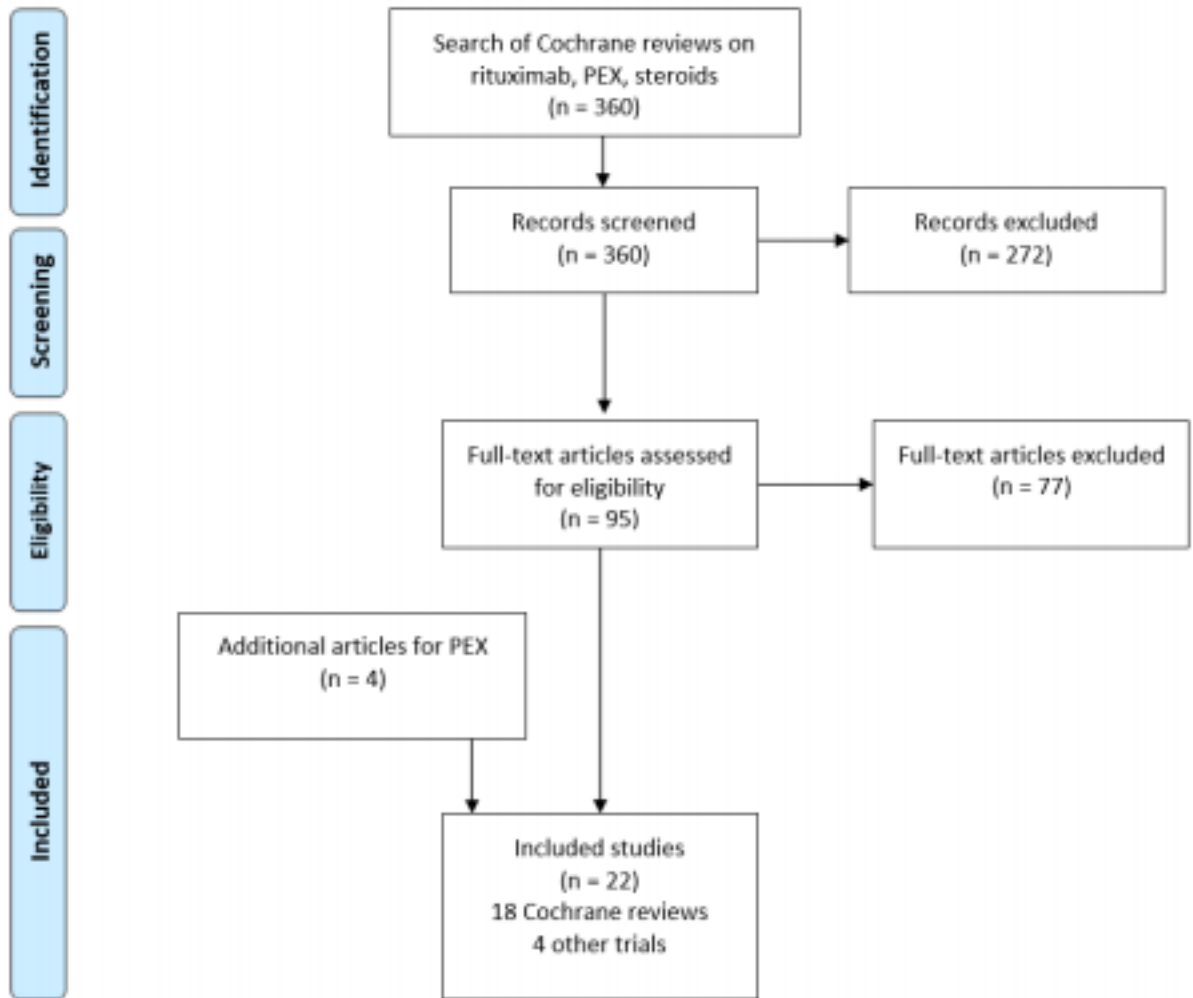 Identification
Search of Cochrane reviews on
rituximab, PEX, steroids
(n = 360)
Records screened
(n = 360)
Records excluded
(n = 272)
Screening
Eligibility
Full-text articles assessed
for eligibility
(n = 95)
Full-text articles excluded
(n = 77)
Included
Additional articles for PEX
(n = 4)
Included studies
(n = 22)
18 Cochrane reviews
4 other trials